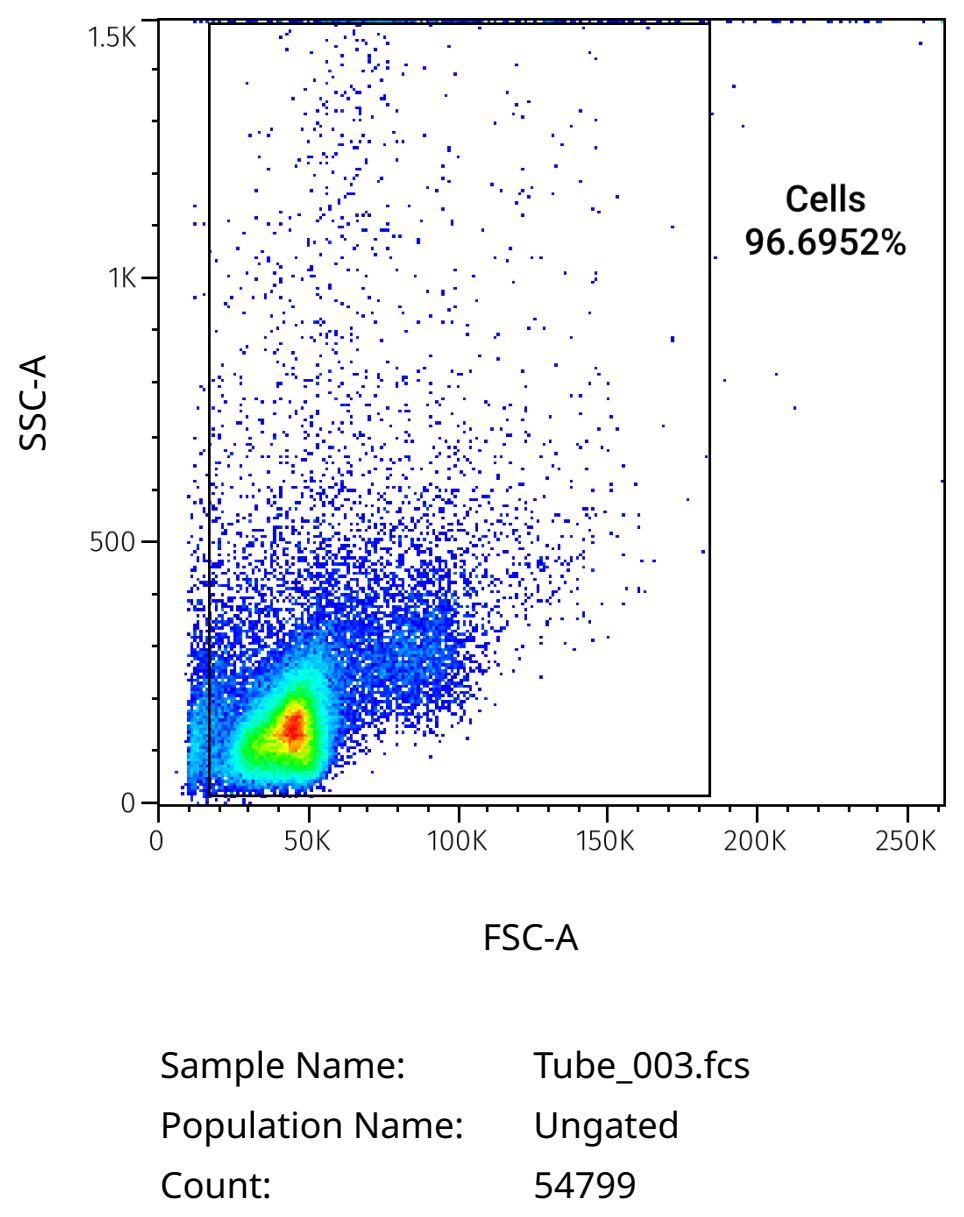 1.5K
Cells
96.6952%
1K
SSC-A
500
0
0 50K 100K 150K 200K 250K
FSC-A
Sample Name: Tube_003.fcs
Population Name: Ungated
Count: 54799